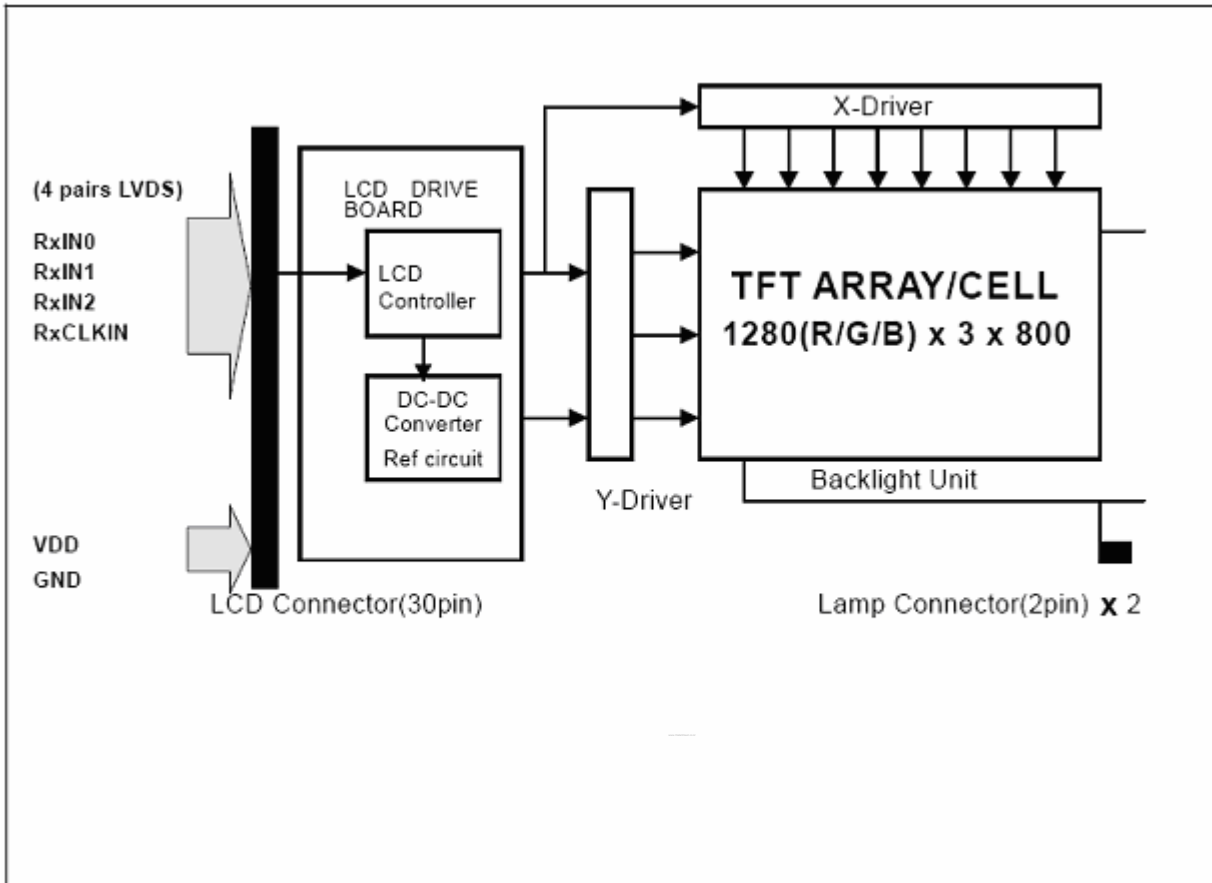 X-Driver
(4 pairs LVDS)
RxIN0
RxIN1
RxIN2
RxCLKIN
LCD DRIVE
BOARD
LCD
Controller
DC-DC
Converter
Ref circuit
TFT ARRAY/CELL
1280(R/G/B) x 3 x 800
Backlight Unit
Y-Driver
VDD
GND
LCD Connector(30pin)
Lamp Connector(2pin) x 2